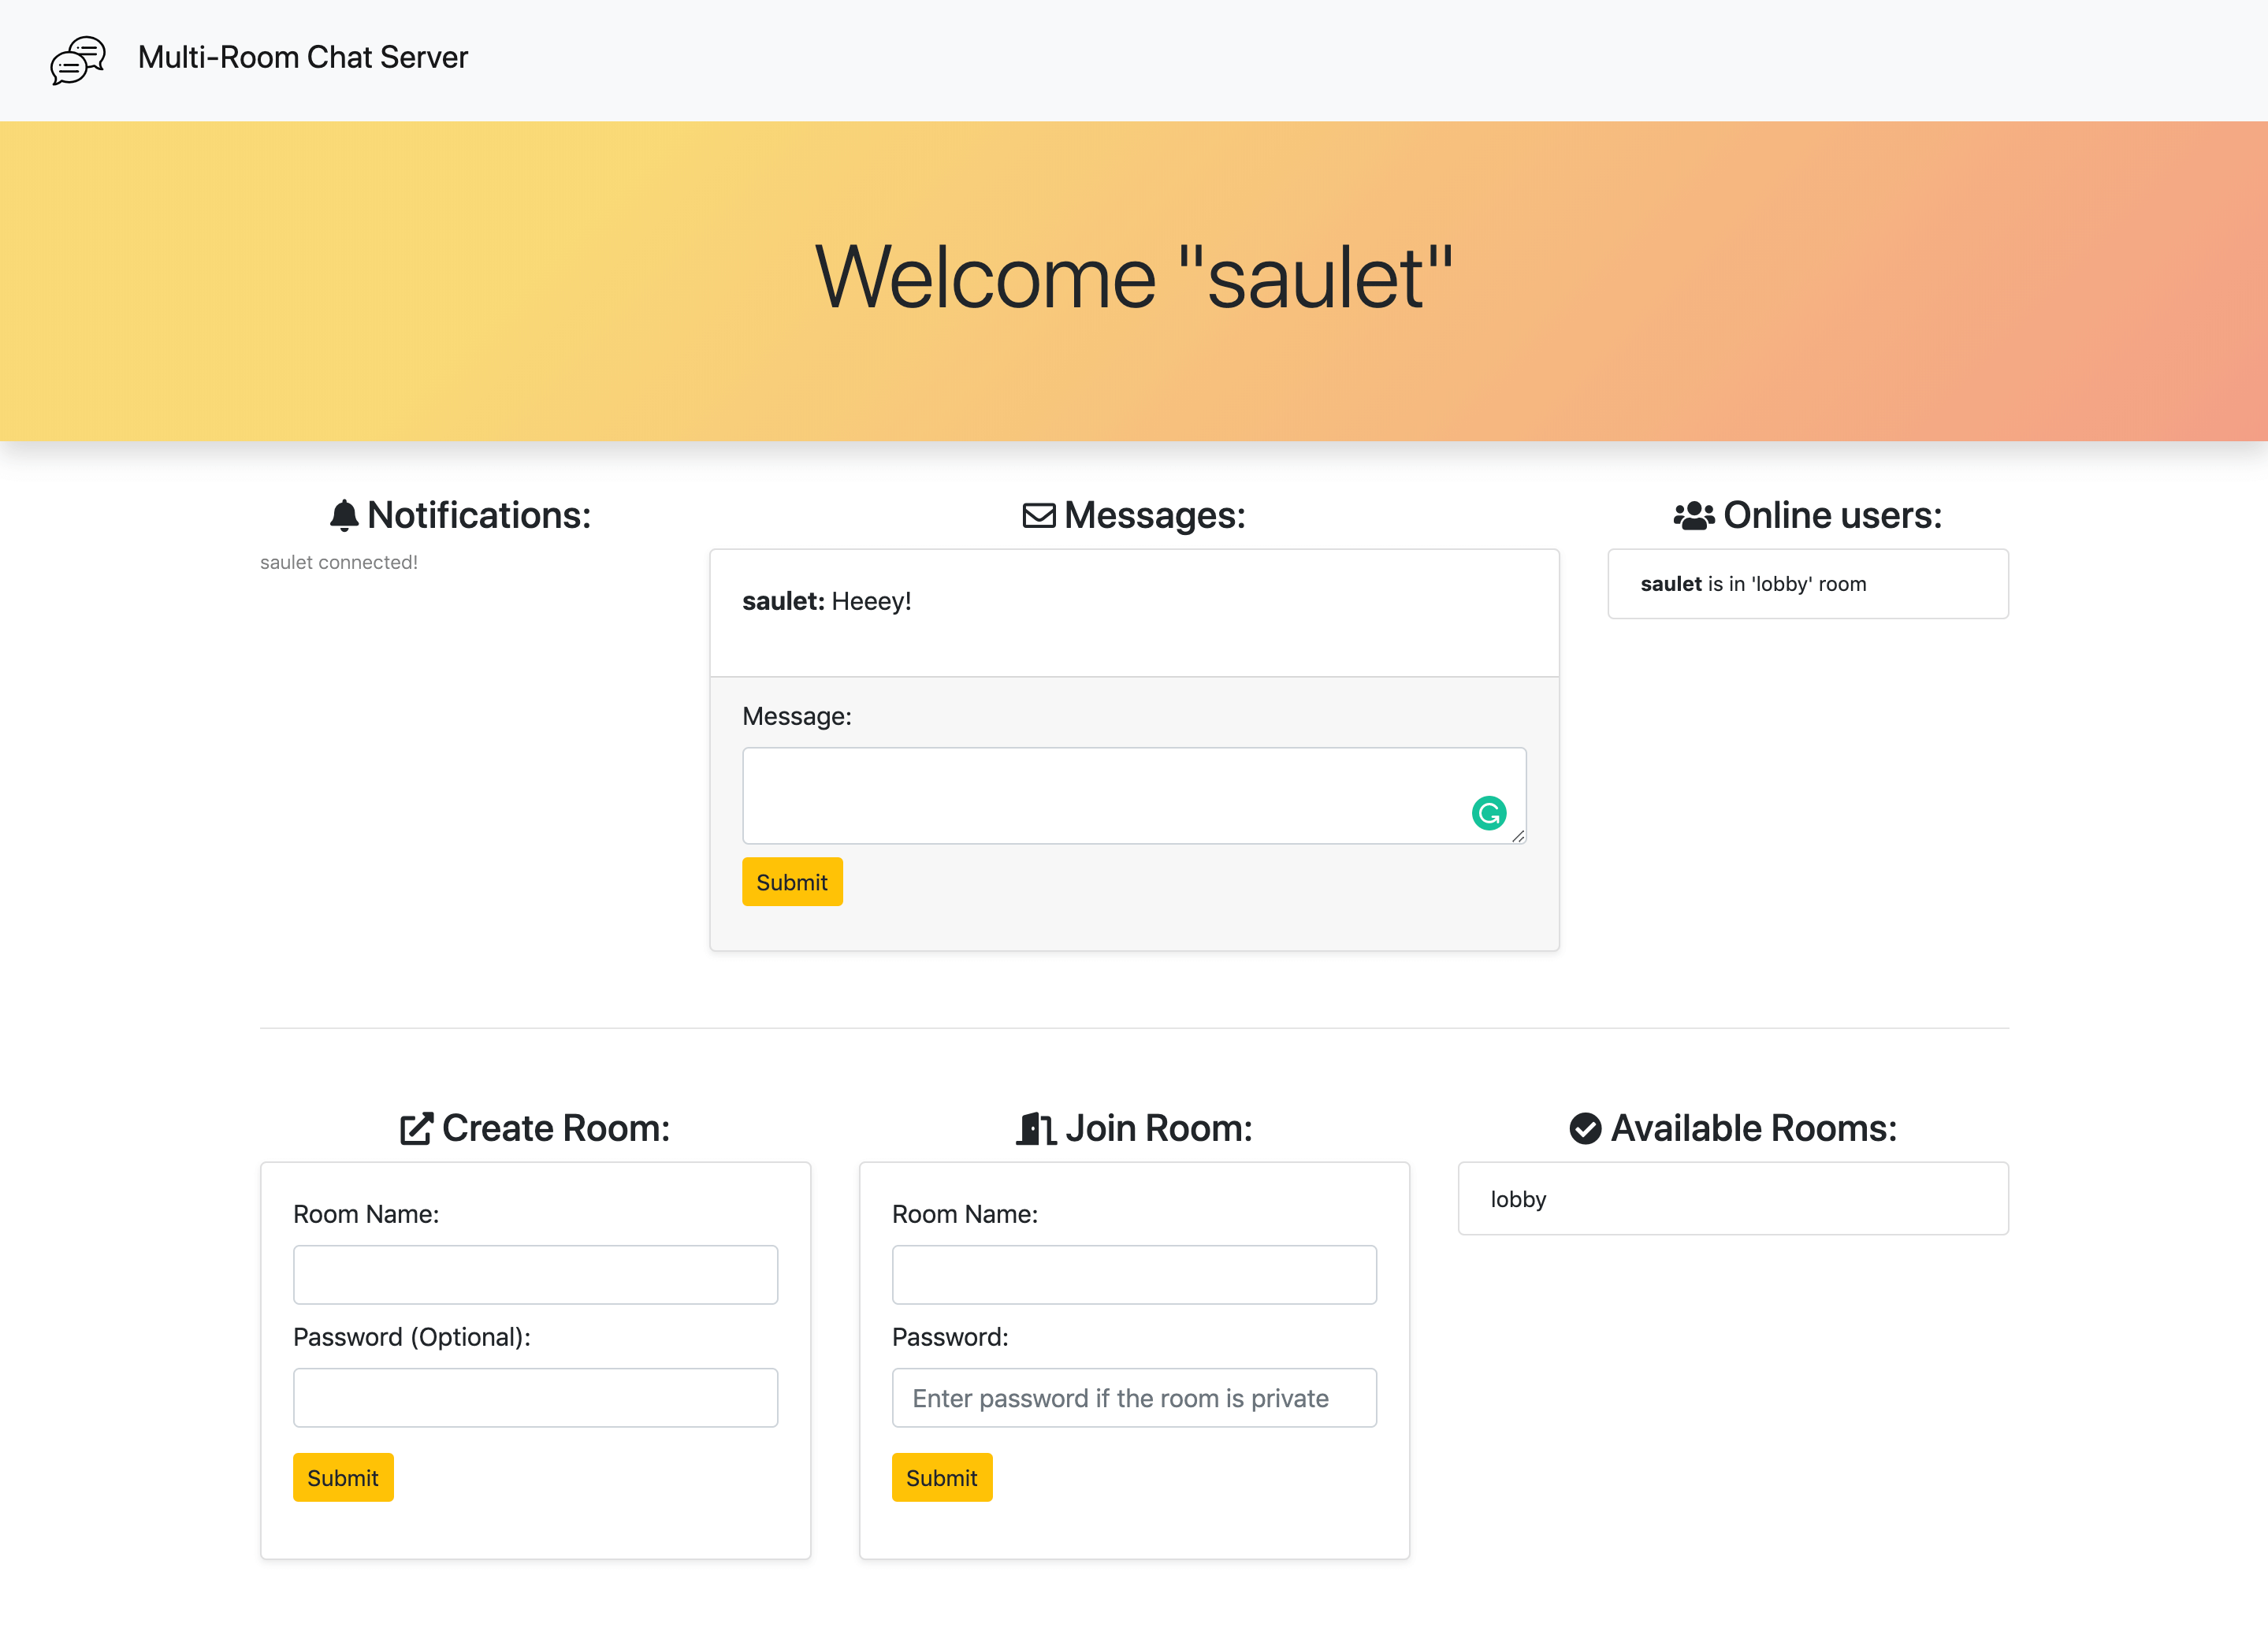 Multi-Room Chat Server
Welcome "saulet"
Notifications:
saulet connected!
Messages:
saulet: Heeey!
Message:
Submit
Online users:
saulet is in 'lobby' room
Create Room:
Room Name:
Password (Optional):
Submit
Join Room:
Room Name:
Password:
Enter password if the room is private
Submit
Available Rooms:
lobby